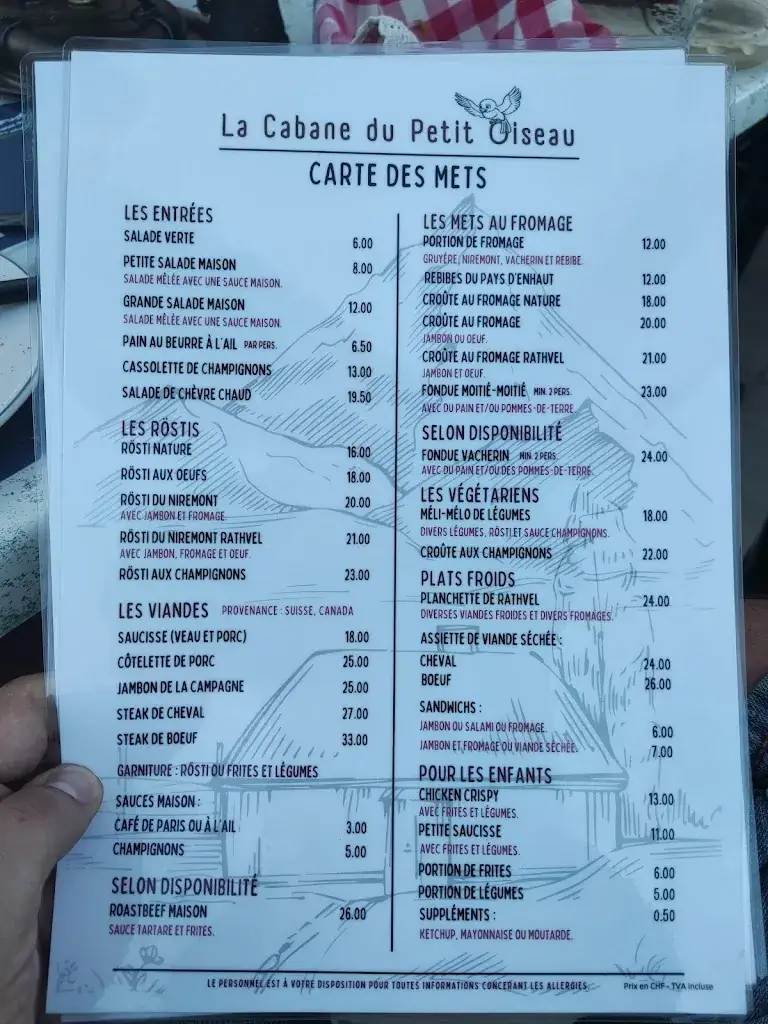 La Cabane du Petit Oiseau
CARTE DES METS
LES ENTRÉES
SALADE VERTE 6.00
PETITE SALADE MAISON 8.00
SALADE MÊLÉE AVEC UNE SAUCE MAISON.
GRANDE SALADE MAISON 12.00
SALADE MÊLÉE AVEC UNE SAUCE MAISON.
PAIN AU BEURRE À L'AIL PAR PERS. 6.50
CASSOLETTE DE CHAMPIGNONS 13.00
SALADE DE CHÈVRE CHAUD 19.50
LES RÖSTIS
RÖSTI NATURE 16.00
RÖSTI AUX OEUFS 18.00
RÖSTI DU NIREMONT 20.00
AVEC JAMBON ET FROMAGE.
RÖSTI DU NIREMONT RATHVEL 21.00
AVEC JAMBON, FROMAGE ET OEUF.
RÖSTI AUX CHAMPIGNONS 23.00
LES VIANDES PROVENANCE : SUISSE, CANADA
SAUCISSE (VEAU ET PORC) 18.00
CÔTELETTE DE PORC 25.00
JAMBON DE LA CAMPAGNE 25.00
STEAK DE CHEVAL 27.00
STEAK DE BOEUF 33.00
GARNITURE : RÖSTI OU FRITES ET LÉGUMES
SAUCES MAISON :
CAFÉ DE PARIS OU À L'AIL 3.00
CHAMPIGNONS 5.00
SELON DISPONIBILITÉ
ROASTBEEF MAISON 26.00
SAUCE TARTARE ET FRITES.
LES METS AU FROMAGE
PORTION DE FROMAGE 12.00
GRUYÈRE, NIREMONT, VACHERIN ET REBIBE.
REBIBES DU PAYS D'ENHAUT 12.00
CROÛTE AU FROMAGE NATURE 18.00
CROÛTE AU FROMAGE 20.00
JAMBON OU OEUF.
CROÛTE AU FROMAGE RATHVEL 21.00
JAMBON ET OEUF.
FONDUE MOITIÉ-MOITIÉ MIN. 2 PERS. 23.00
AVEC DU PAIN ET/OU POMMES-DE-TERRE.
SELON DISPONIBILITÉ
FONDUE VACHERIN MIN. 2 PERS. 24.00
AVEC DU PAIN ET/OU DES POMMES-DE-TERRE.
LES VÉGÉTARIENS
MÉLI-MÉLO DE LÉGUMES 18.00
DIVERS LÉGUMES, RÖSTI ET SAUCE CHAMPIGNONS.
CROÛTE AUX CHAMPIGNONS 22.00
PLATS FROIDS
PLANCHETTE DE RATHVEL 24.00
DIVERSES VIANDES FROIDES ET DIVERS FROMAGES.
ASSIETTE DE VIANDE SÉCHÉE :
CHEVAL 24.00
BOEUF 26.00
SANDWICHS :
JAMBON OU SALAMI OU FROMAGE. 6.00
JAMBON ET FROMAGE OU VIANDE SÉCHÉE. 7.00
POUR LES ENFANTS
CHICKEN CRISPY 13.00
AVEC FRITES ET LÉGUMES.
PETITE SAUCISSE 11.00
AVEC FRITES ET LÉGUMES.
PORTION DE FRITES 6.00
PORTION DE LÉGUMES 5.00
SUPPLÉMENTS : 0.50
KETCHUP, MAYONNAISE OU MOUTARDE.
LE PERSONNEL EST À VOTRE DISPOSITION POUR TOUTES INFORMATIONS CONCERANT LES ALLERGIES.
Prix en CHF - TVA incluse